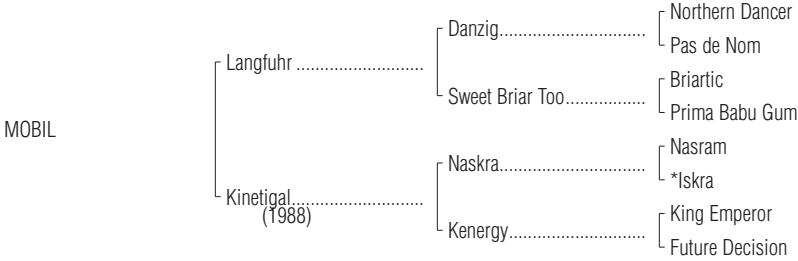 Northern Dancer
Danzig..............................
Pas de Nom
Langfuhr ...........................
Briartic
Sweet Briar Too.................
Prima Babu Gum
MOBIL
Nasram
Naskra...............................
*Iskra
Kinetigal............................
(1988)
King Emperor
Kenergy.............................
Future Decision